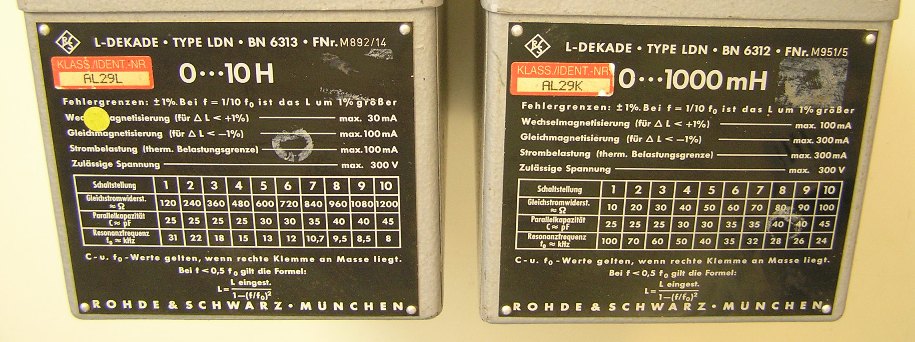 L-DEKADE · TYPE LDN · BN 6313 · FNr. M892/14
KLASS./IDENT.-NR.
AL29L
0···10H
Fehlergrenzen: ±1%. Bei f = 1/10 f₀ ist das L um 1% größer
Wechselmagnetisierung (für △ L < +1%) max. 30 mA
Gleichmagnetisierung (für △ L < −1%) max. 100 mA
Strombelastung (therm. Belastungsgrenze) max. 100 mA
Zulässige Spannung max. 300 V
Schaltstellung 1 2 3 4 5 6 7 8 9 10
Gleichstromwiderst. ≈ Ω 120 240 360 480 600 720 840 960 1080 1200
Parallelkapazität C ≈ pF 25 25 25 25 30 30 35 40 40 45
Resonanzfrequenz f₀ ≈ kHz 31 22 18 15 13 12 10,7 9,5 8,5 8
C- u. f₀-Werte gelten, wenn rechte Klemme an Masse liegt.
Bei f < 0,5 f₀ gilt die Formel:
L = L eingest. / 1−(f/f₀)²
ROHDE & SCHWARZ · MÜNCHEN
L-DEKADE · TYPE LDN · BN 6312 · FNr. M951/5
KLASS./IDENT.-NR.
AL29K
0···1000 mH
Fehlergrenzen: ±1%. Bei f = 1/10 f₀ ist das L um 1% größer
Wechselmagnetisierung (für △ L < +1%) max. 100 mA
Gleichmagnetisierung (für △ L < −1%) max. 300 mA
Strombelastung (therm. Belastungsgrenze) max. 300 mA
Zulässige Spannung max. 300 V
Schaltstellung 1 2 3 4 5 6 7 8 9 10
Gleichstromwiderst. ≈ Ω 10 20 30 40 50 60 70 80 90 100
Parallelkapazität C ≈ pF 25 25 25 25 30 35 35 40 40 45
Resonanzfrequenz f₀ ≈ kHz 100 70 60 50 40 35 32 28 26 24
C- u. f₀-Werte gelten, wenn rechte Klemme an Masse liegt.
Bei f < 0,5 f₀ gilt die Formel:
L = L eingest. / 1−(f/f₀)²
ROHDE & SCHWARZ · MÜNCHEN